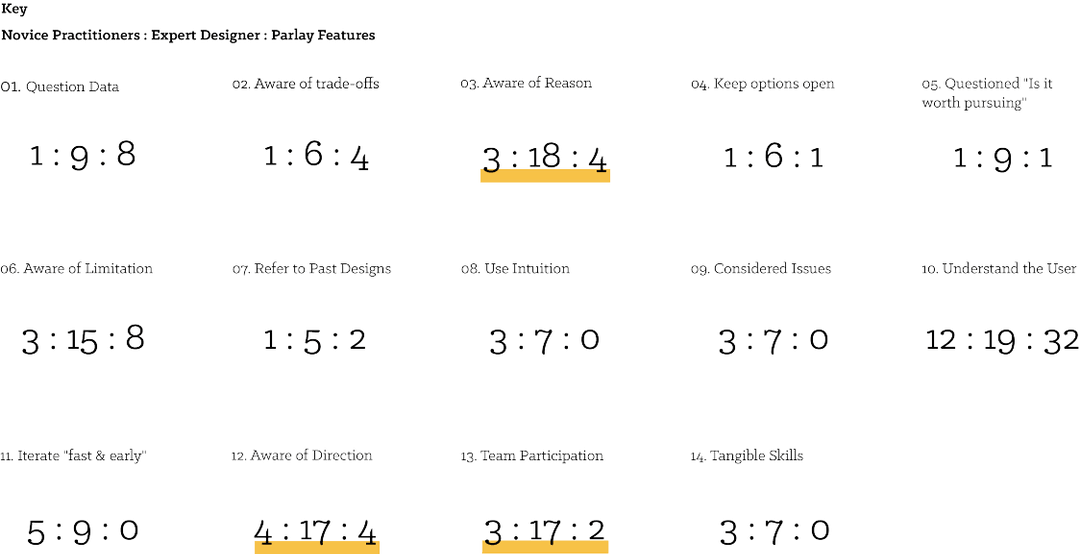 Key
Novice Practitioners : Expert Designer : Parlay Features
01. Question Data
02. Aware of trade-offs
03. Aware of Reason
04. Keep options open
05. Questioned "Is it
worth pursuing"
1 : 9 : 8
1 : 6 : 4
3 : 18 : 4
1 : 6 : 1
1 : 9 : 1
06. Aware of Limitation
07. Refer to Past Designs
08. Use Intuition
09. Considered Issues
10. Understand the User
3 : 15 : 8
1 : 5 : 2
3 : 7 : 0
3 : 7 : 0
12 : 19 : 32
11. Iterate "fast & early"
12. Aware of Direction
13. Team Participation
14. Tangible Skills
5 : 9 : 0
4 : 17 : 4
3 : 17 : 2
3 : 7 : 0